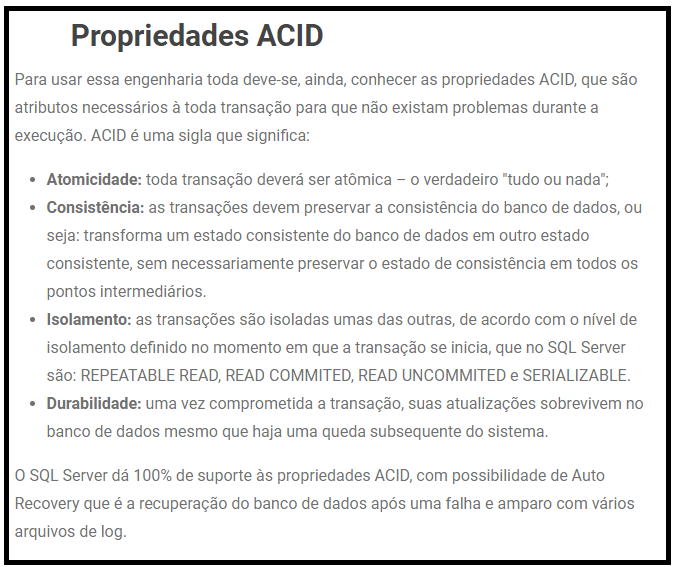 Propriedades ACID
Para usar essa engenharia toda deve-se, ainda, conhecer as propriedades ACID, que são
atributos necessários à toda transação para que não existam problemas durante a
execução. ACID é uma sigla que significa:
• Atomicidade: toda transação deverá ser atômica – o verdadeiro "tudo ou nada";
• Consistência: as transações devem preservar a consistência do banco de dados, ou
seja: transforma um estado consistente do banco de dados em outro estado
consistente, sem necessariamente preservar o estado de consistência em todos os
pontos intermediários.
• Isolamento: as transações são isoladas umas das outras, de acordo com o nível de
isolamento definido no momento em que a transação se inicia, que no SQL Server
são: REPEATABLE READ, READ COMMITED, READ UNCOMMITED e SERIALIZABLE.
• Durabilidade: uma vez comprometida a transação, suas atualizações sobrevivem no
banco de dados mesmo que haja uma queda subsequente do sistema.
O SQL Server dá 100% de suporte às propriedades ACID, com possibilidade de Auto
Recovery que é a recuperação do banco de dados após uma falha e amparo com vários
arquivos de log.